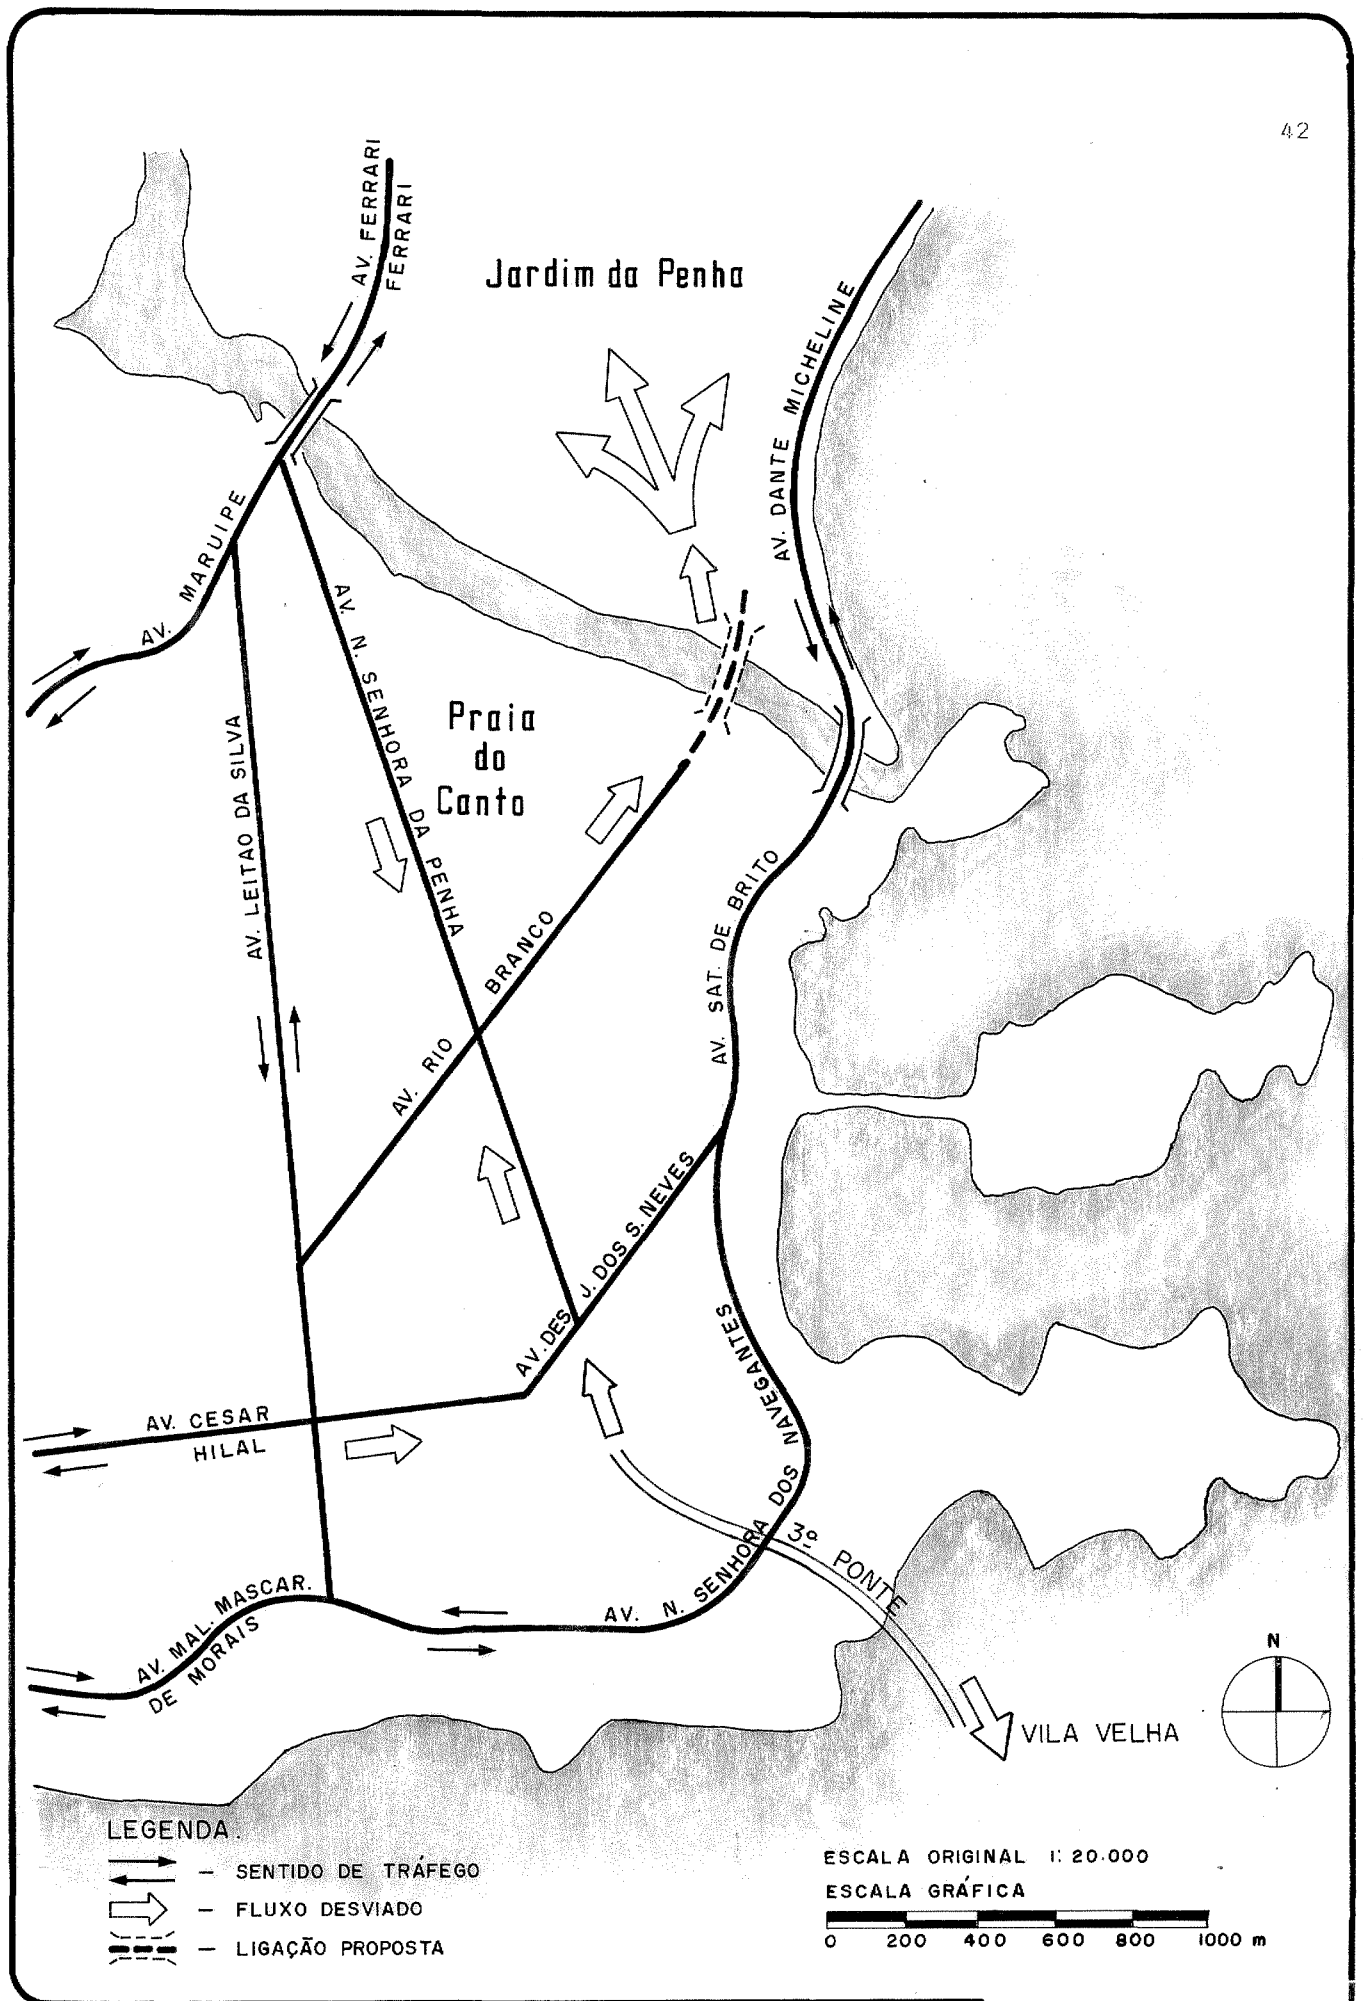 42
AV. FERRARI
FERRARI
Jardim da Penha
AV. DANTE MICHELINE
AV. MARUIPE
AV. N. SENHORA DA PENHA
Praia
do
Canto
AV. LEITAO DA SILVA
AV. SAT. DE BRITO
AV. RIO BRANCO
AV. DES. J. DOS S. NEVES
AV. CESAR
HILAL
AV. N. SENHORA DOS NAVEGANTES
3ª PONTE
AV. MAL. MASCAR.
DE MORAIS
N
VILA VELHA
LEGENDA.
– SENTIDO DE TRÁFEGO
– FLUXO DESVIADO
– LIGAÇÃO PROPOSTA
ESCALA ORIGINAL 1: 20.000
ESCALA GRÁFICA
0 200 400 600 800 1000 m